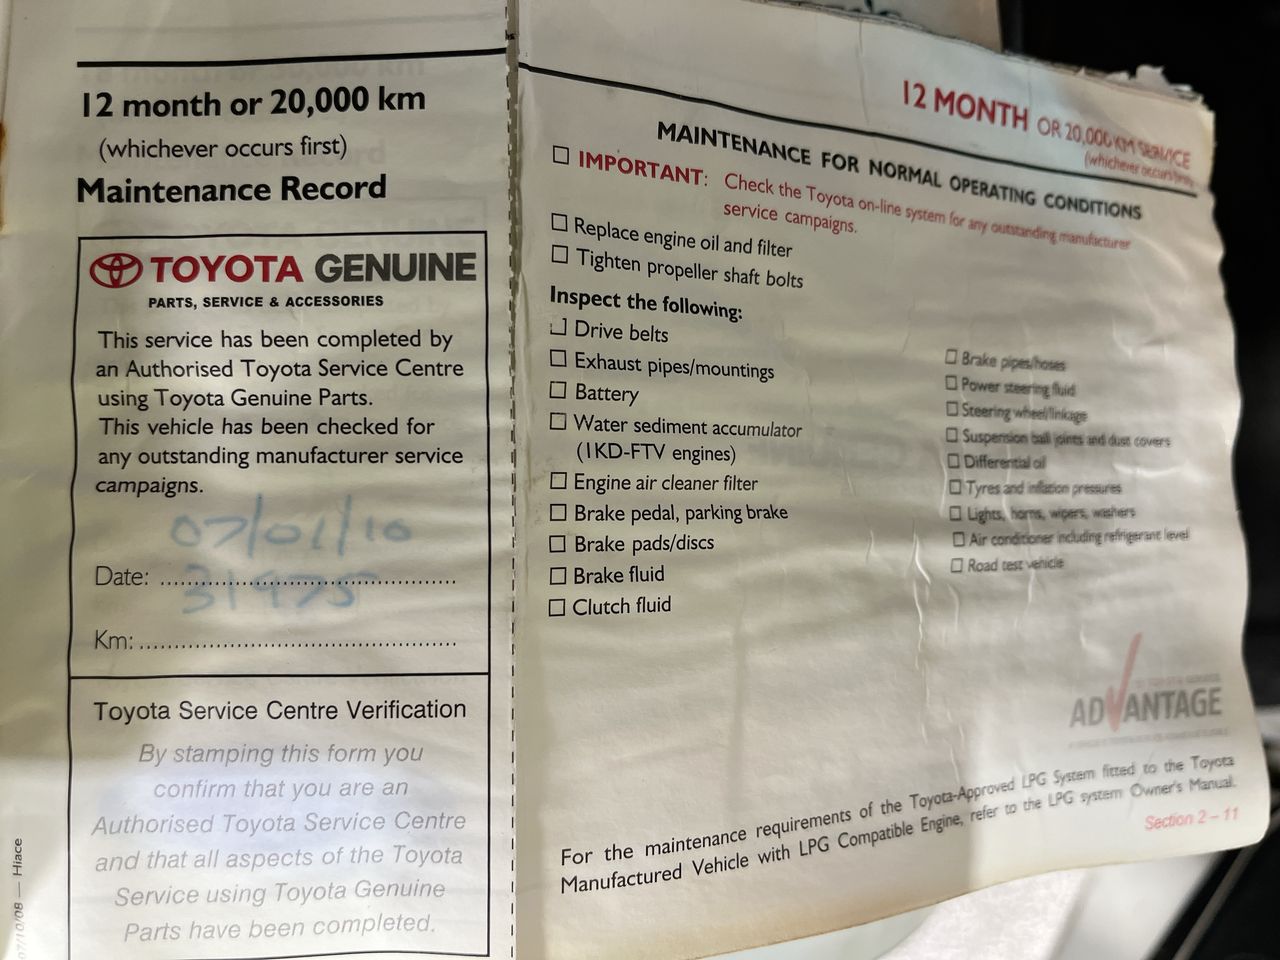 12 month or 20,000 km
(whichever occurs first)
Maintenance Record
TOYOTA GENUINE
PARTS, SERVICE & ACCESSORIES
This service has been completed by
an Authorised Toyota Service Centre
using Toyota Genuine Parts.
This vehicle has been checked for
any outstanding manufacturer service
campaigns.
07/01/10
Date:
31975
Km:
Toyota Service Centre Verification
By stamping this form you
confirm that you are an
Authorised Toyota Service Centre
and that all aspects of the Toyota
Service using Toyota Genuine
Parts have been completed.
07/10/08 — Hiace
12 MONTH OR 20,000 KM SERVICE
(whichever occurs first)
MAINTENANCE FOR NORMAL OPERATING CONDITIONS
IMPORTANT: Check the Toyota on-line system for any outstanding manufacturer
service campaigns.
Replace engine oil and filter
Tighten propeller shaft bolts
Inspect the following:
Drive belts
Exhaust pipes/mountings
Battery
Water sediment accumulator
(1KD-FTV engines)
Engine air cleaner filter
Brake pedal, parking brake
Brake pads/discs
Brake fluid
Clutch fluid
Brake pipes/hoses
Power steering fluid
Steering wheel/linkage
Suspension ball joints and dust covers
Differential oil
Tyres and inflation pressures
Lights, horns, wipers, washers
Air conditioner including refrigerant level
Road test vehicle
ADVANTAGE
For the maintenance requirements of the Toyota-Approved LPG System fitted to the Toyota
Manufactured Vehicle with LPG Compatible Engine, refer to the LPG system Owner's Manual.
Section 2 – 11